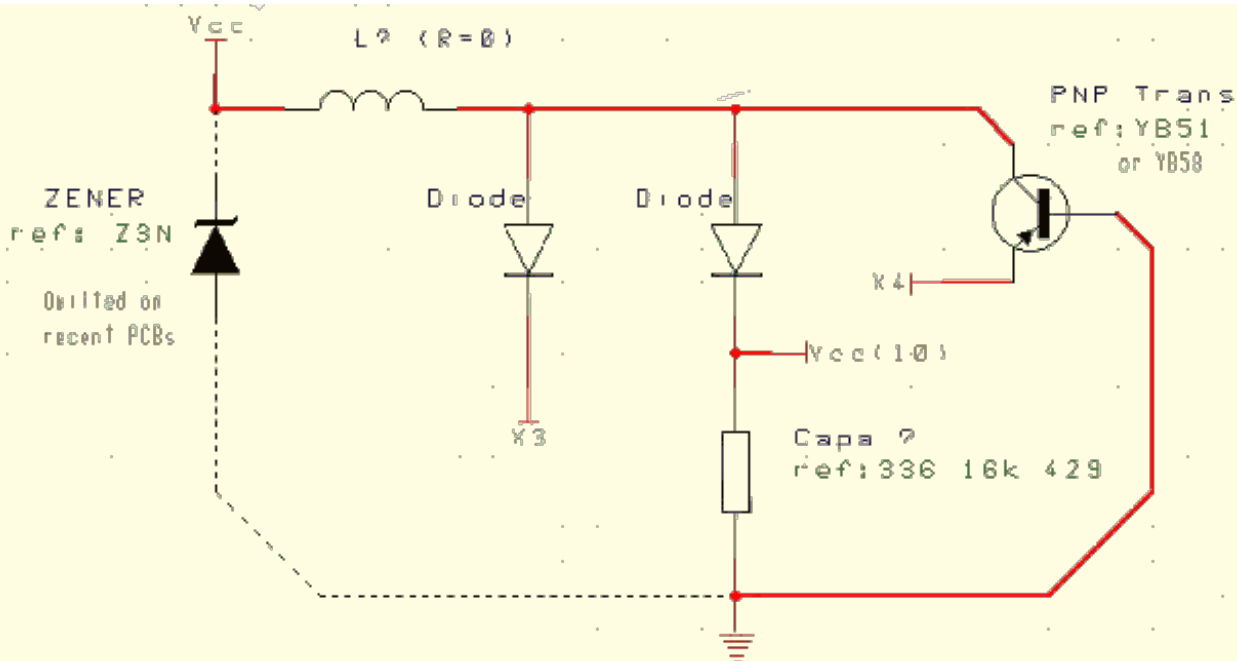 Vcc
L? (R=0)
PNP Trans
ref:YB51
or YB58
ZENER
ref: Z3N
Omitted on
recent PCBs
Diode
Diode
X4
Vcc(10)
X3
Capa ?
ref:336 16k 429